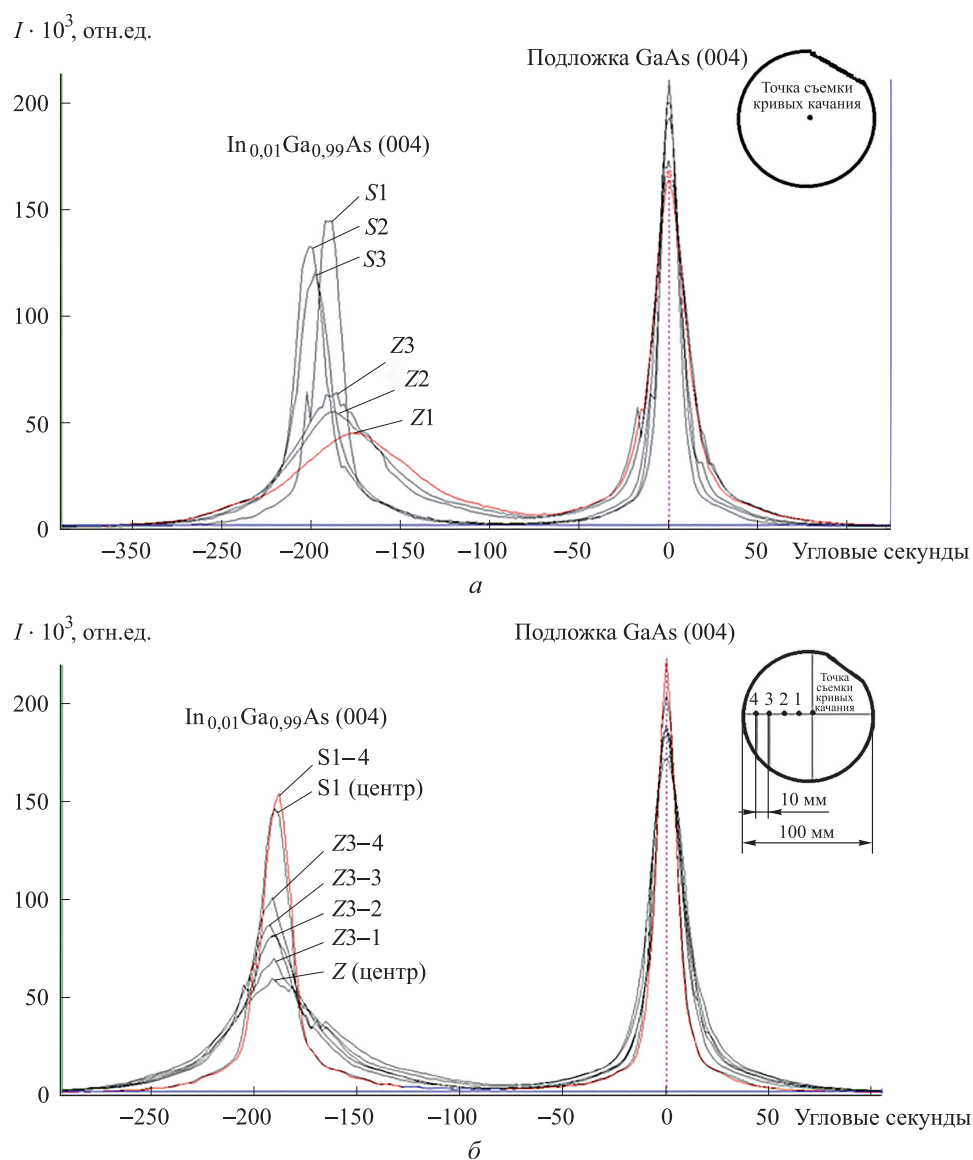 I · 10³, отн.ед.
Подложка GaAs (004)
Точка съемки
кривых качания
200
In0,01Ga0,99As (004)
S1
150
S2
S3
S
100
Z3
Z2
Z1
50
0
−350 −250 −200 −150 −100 −50 0 50 Угловые секунды
а
I · 10³, отн.ед.
Подложка GaAs (004)
Точка
съемки
кривых
качания
4 3 2 1
200
In0,01Ga0,99As (004)
S1−4
S1 (центр)
150
10 мм
100 мм
Z3−4
Z3−3
100
Z3−2
Z3−1
Z (центр)
50
0
−250 −200 −150 −100 −50 0 50 Угловые секунды
б